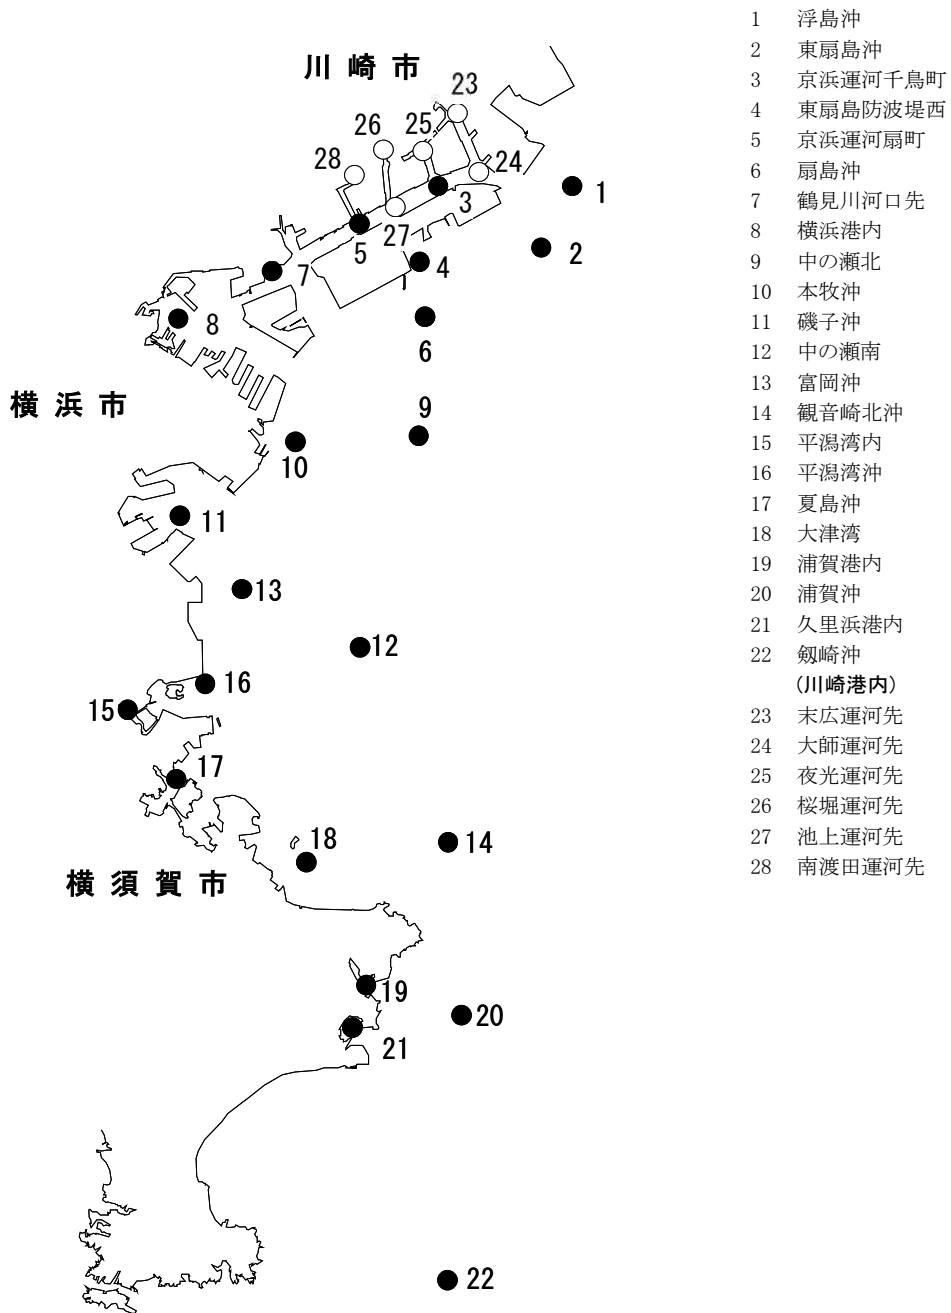 川崎市
23
26
25
28
24
1
3
27
5
2
7
4
8
6
横浜市
9
10
11
13
12
16
15
17
18
14
横須賀市
19
20
21
22
1 浮島沖
2 東扇島沖
3 京浜運河千鳥町
4 東扇島防波堤西
5 京浜運河扇町
6 扇島沖
7 鶴見川河口先
8 横浜港内
9 中の瀬北
10 本牧沖
11 磯子沖
12 中の瀬南
13 富岡沖
14 観音崎北沖
15 平潟湾内
16 平潟湾沖
17 夏島沖
18 大津湾
19 浦賀港内
20 浦賀沖
21 久里浜港内
22 剱崎沖
(川崎港内)
23 末広運河先
24 大師運河先
25 夜光運河先
26 桜堀運河先
27 池上運河先
28 南渡田運河先